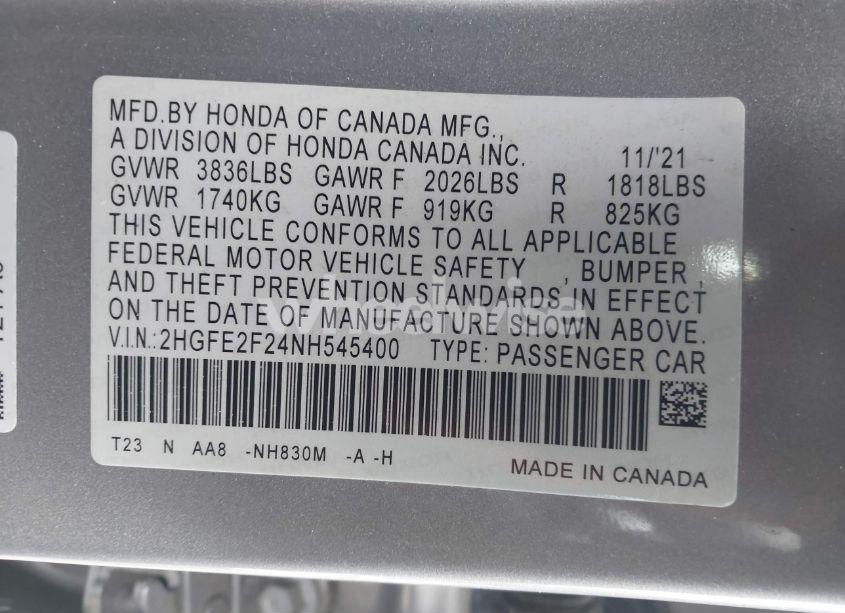 MFD.BY HONDA OF CANADA MFG.,
A DIVISION OF HONDA CANADA INC. 11/'21
GVWR 3836LBS GAWR F 2026LBS R 1818LBS
GVWR 1740KG GAWR F 919KG R 825KG
THIS VEHICLE CONFORMS TO ALL APPLICABLE
FEDERAL MOTOR VEHICLE SAFETY , BUMPER ,
AND THEFT PREVENTION STANDARDS IN EFFECT
ON THE DATE OF MANUFACTURE SHOWN ABOVE.
V.I.N.:2HGFE2F24NH545400 TYPE: PASSENGER CAR
T23 N AA8 -NH830M -A -H
MADE IN CANADA